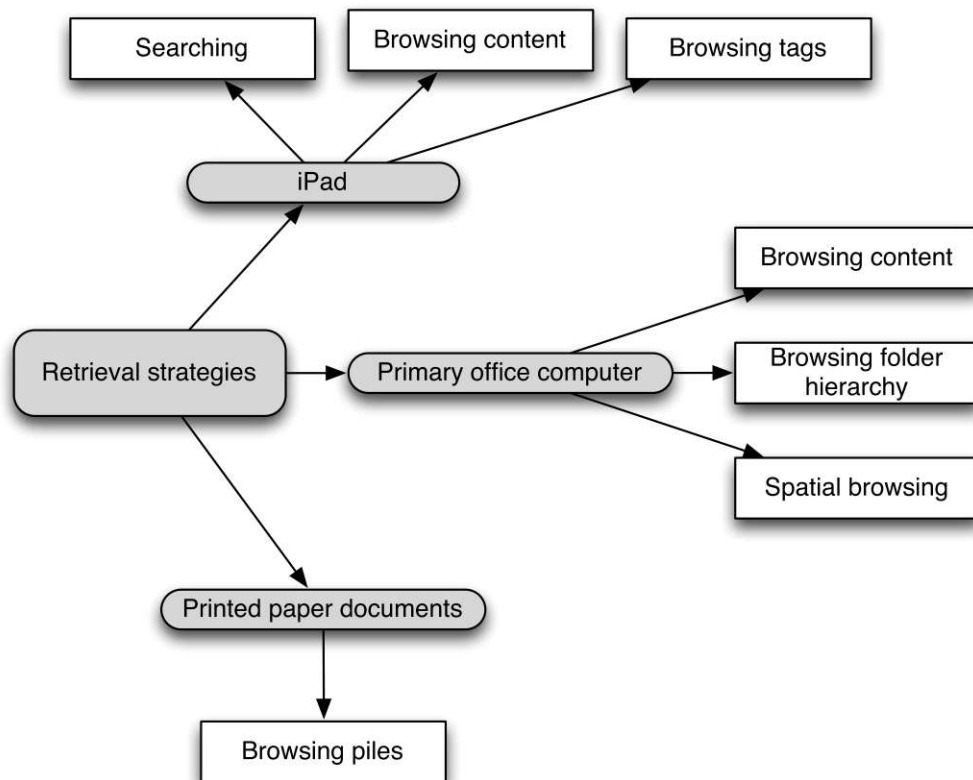 Searching
Browsing content
Browsing tags
iPad
Browsing content
Retrieval strategies
Primary office computer
Browsing folder
hierarchy
Spatial browsing
Printed paper documents
Browsing piles